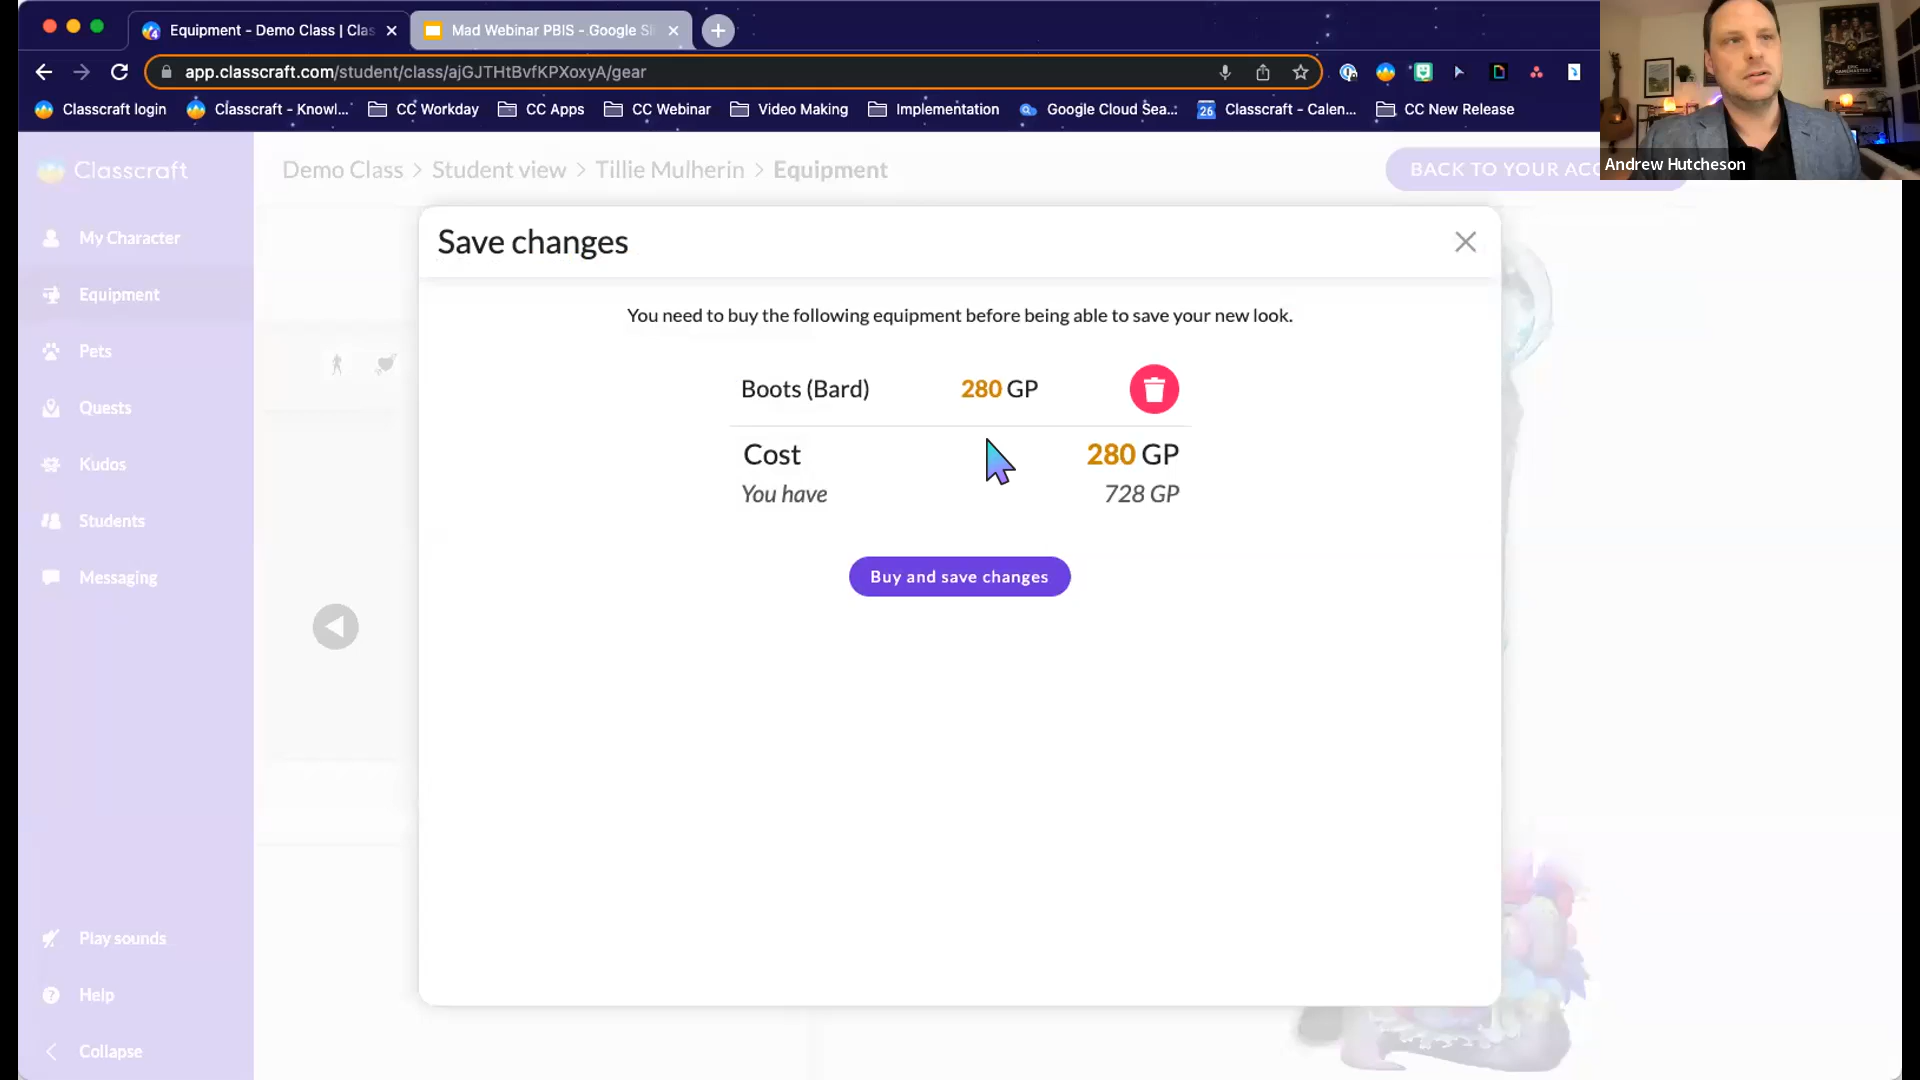 Equipment - Demo Class | Clas
Mad Webinar PBIS - Google Sl
app.classcraft.com/student/class/ajGJTHtBvfKPXoxyA/gear
Classcraft login
Classcraft - Knowl...
CC Workday
CC Apps
CC Webinar
Video Making
Implementation
Google Cloud Sea...
26
Classcraft - Calen...
CC New Release
Andrew Hutcheson
Classcraft
Demo Class > Student view > Tillie Mulherin > Equipment
BACK TO YOUR ACC
My Character
Equipment
Pets
Quests
Kudos
Students
Messaging
Play sounds
Help
Collapse
Save changes
You need to buy the following equipment before being able to save your new look.
Boots (Bard) 280 GP
Cost 280 GP
You have 728 GP
Buy and save changes